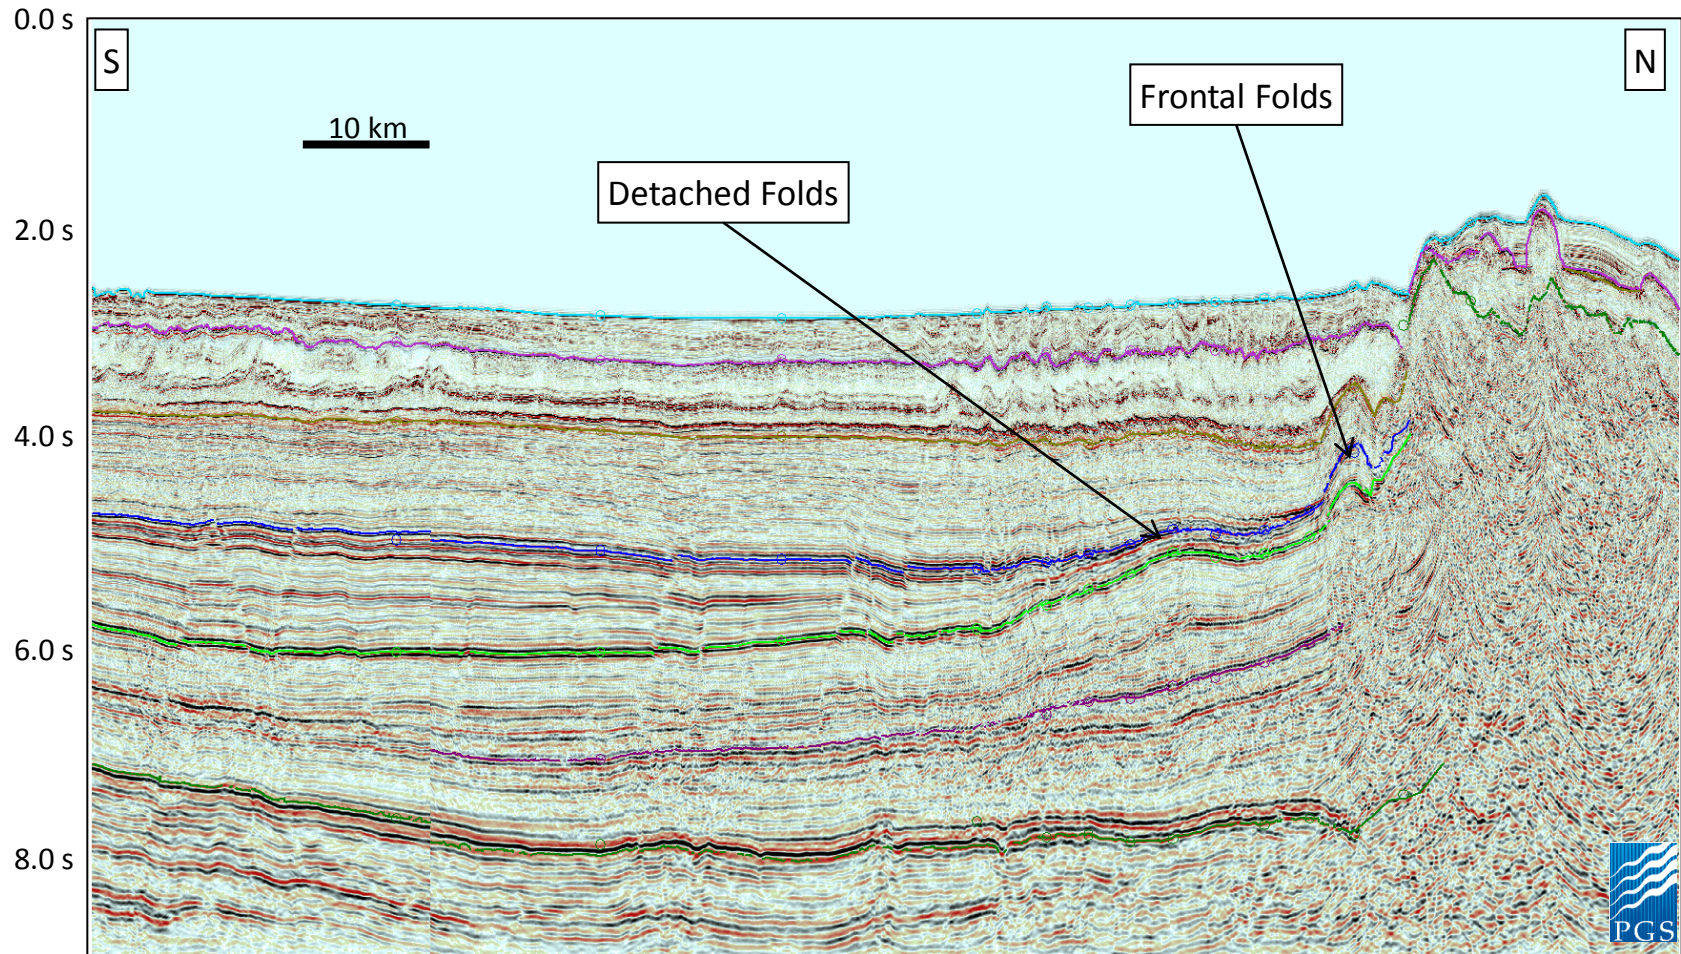 0.0 s
S
N
Frontal Folds
10 km
Detached Folds
2.0 s
4.0 s
6.0 s
8.0 s
PGS